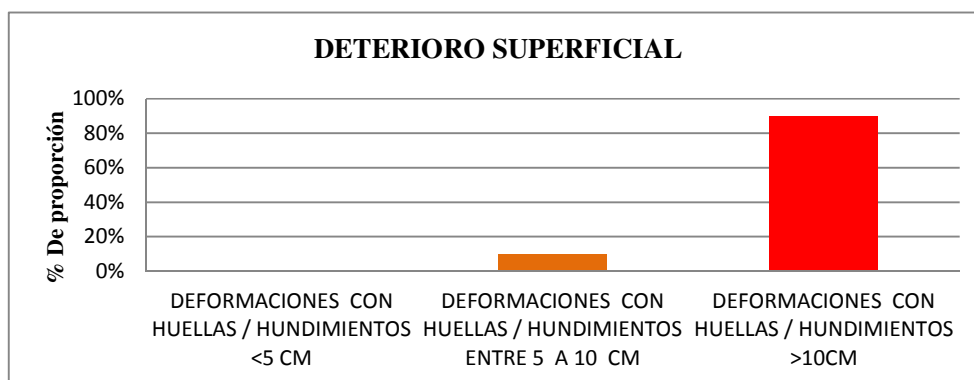 DETERIORO SUPERFICIAL
% De proporción
100%
80%
60%
40%
20%
0%
DEFORMACIONES CON
HUELLAS / HUNDIMIENTOS
<5 CM
DEFORMACIONES CON
HUELLAS / HUNDIMIENTOS
ENTRE 5 A 10 CM
DEFORMACIONES CON
HUELLAS / HUNDIMIENTOS
>10CM